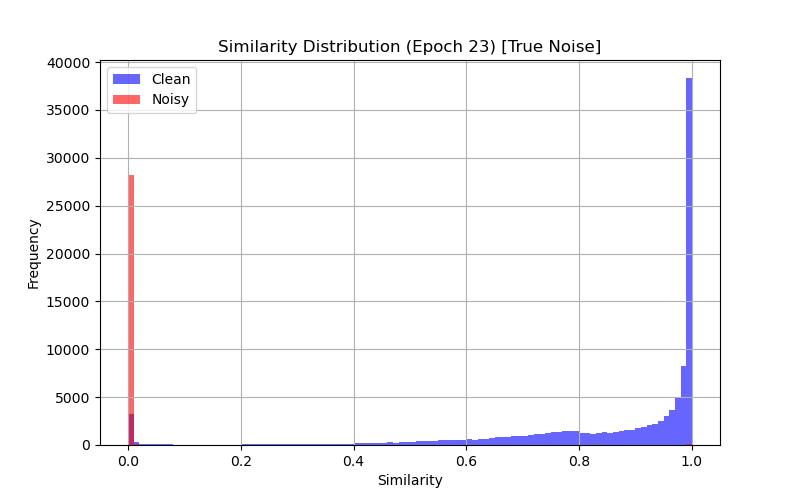 Similarity Distribution (Epoch 23) [True Noise]
Clean
Noisy
Frequency
40000
35000
30000
25000
20000
15000
10000
5000
0
0.0 0.2 0.4 0.6 0.8 1.0
Similarity